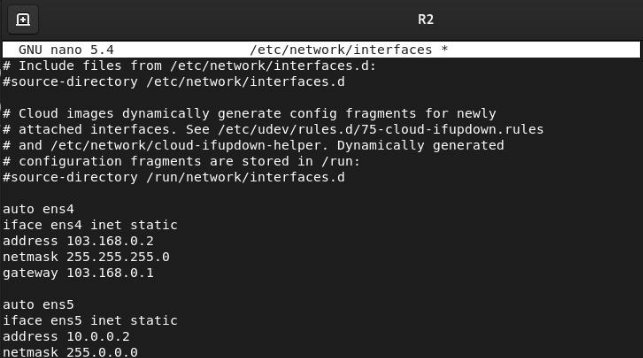 R2
GNU nano 5.4 /etc/network/interfaces *
# Include files from /etc/network/interfaces.d:
#source-directory /etc/network/interfaces.d
# Cloud images dynamically generate config fragments for newly
# attached interfaces. See /etc/udev/rules.d/75-cloud-ifupdown.rules
# and /etc/network/cloud-ifupdown-helper. Dynamically generated
# configuration fragments are stored in /run:
#source-directory /run/network/interfaces.d
auto ens4
iface ens4 inet static
address 103.168.0.2
netmask 255.255.255.0
gateway 103.168.0.1
auto ens5
iface ens5 inet static
address 10.0.0.2
netmask 255.0.0.0